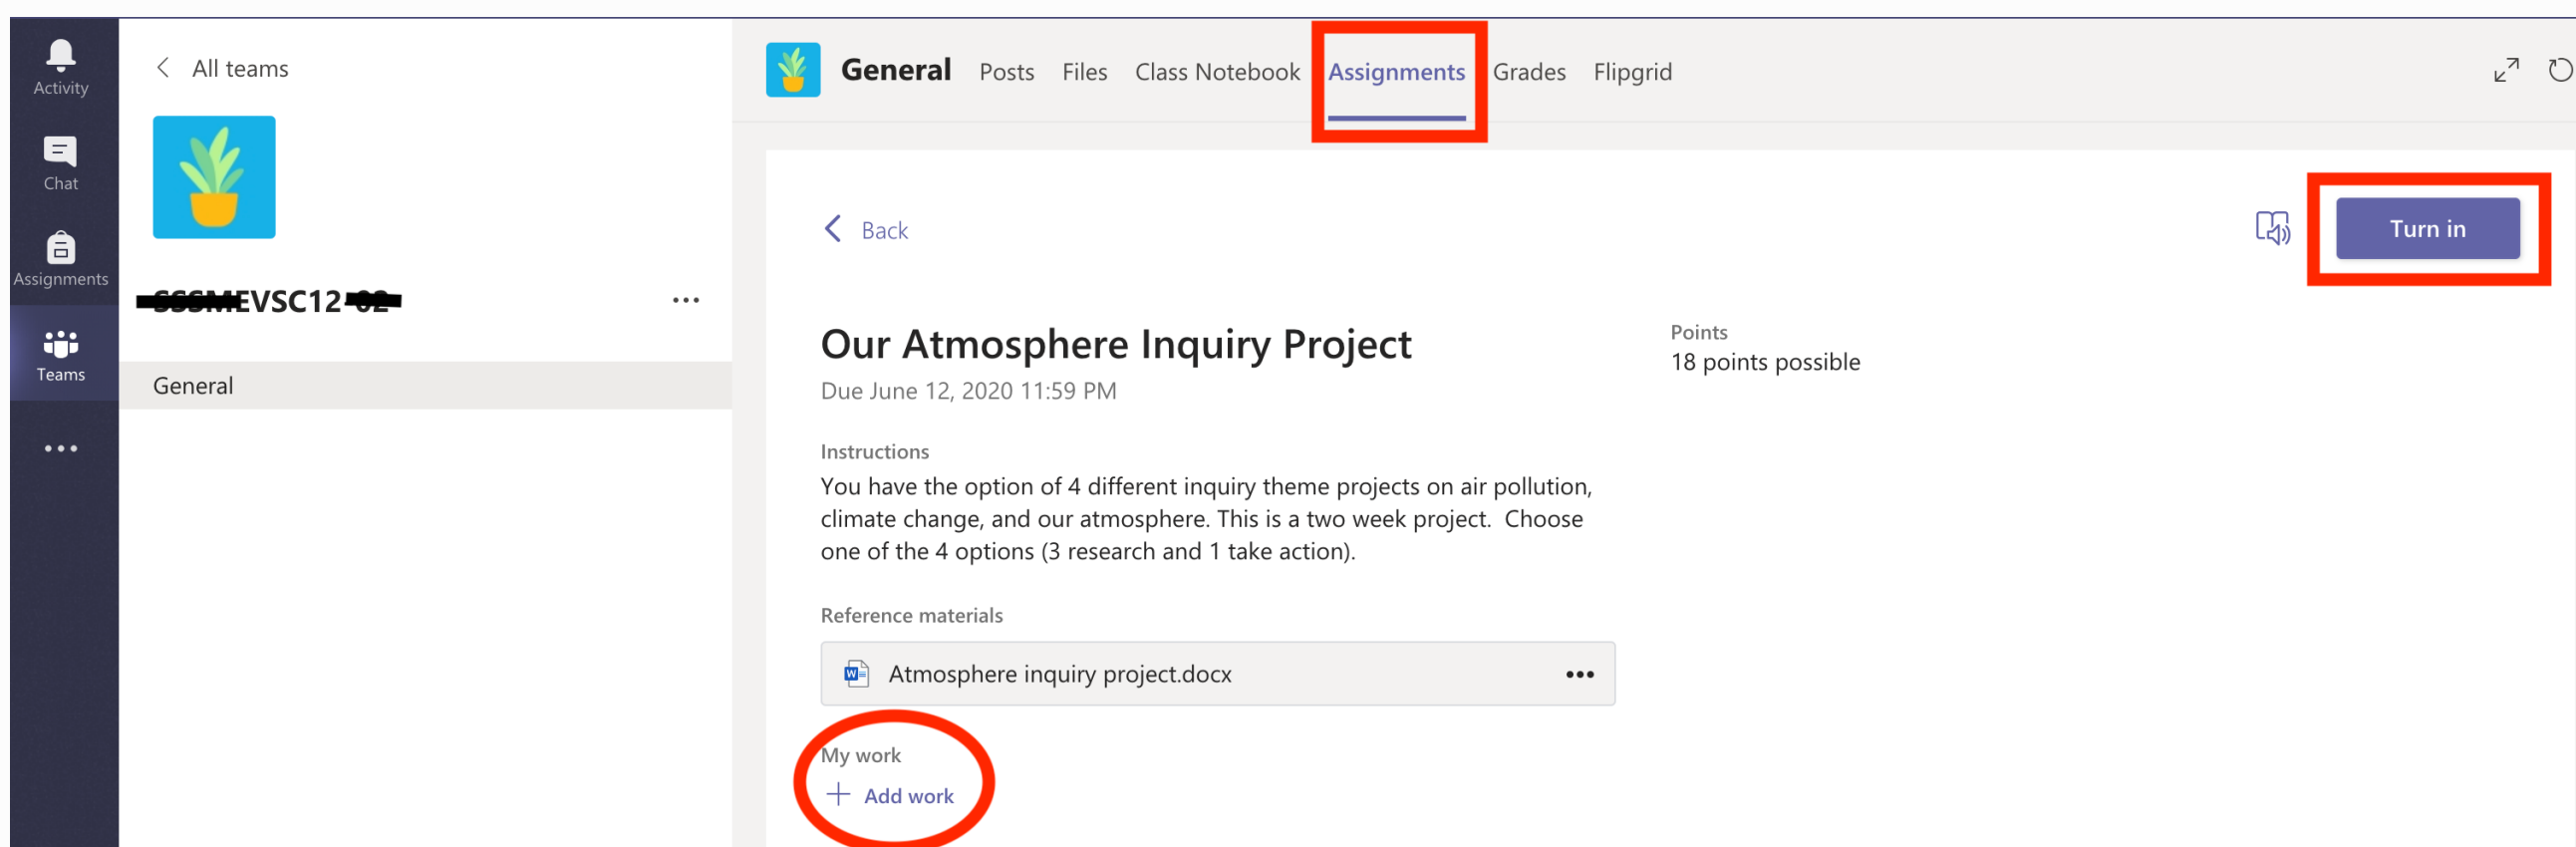 Activity
Chat
Assignments
Teams
All teams
EVSC12
General
General Posts Files Class Notebook Assignments Grades Flipgrid
Back
Turn in
Our Atmosphere Inquiry Project
Due June 12, 2020 11:59 PM
Points
18 points possible
Instructions
You have the option of 4 different inquiry theme projects on air pollution,
climate change, and our atmosphere. This is a two week project. Choose
one of the 4 options (3 research and 1 take action).
Reference materials
Atmosphere inquiry project.docx
My work
Add work